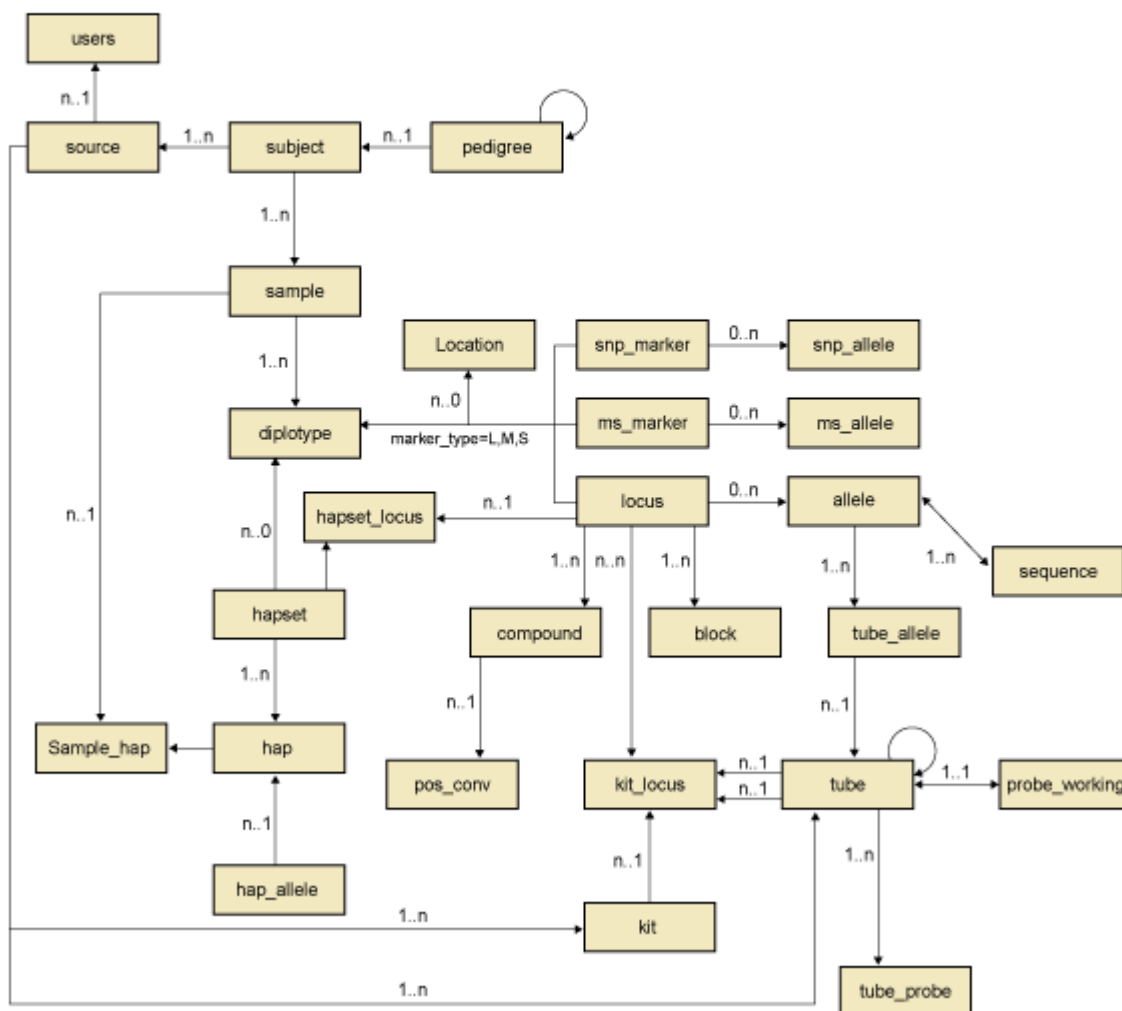 users
n..1
source
1..n
subject
n..1
pedigree
1..n
sample
1..n
Location
snp_marker
0..n
snp_allele
n..0
diplotype
marker_type=L,M,S
ms_marker
0..n
ms_allele
n..1
n..0
hapset_locus
n..1
locus
0..n
allele
1..n
n..n
1..n
1..n
1..n
sequence
hapset
compound
block
tube_allele
1..n
n..1
n..1
Sample_hap
hap
pos_conv
kit_locus
n..1
n..1
tube
1..1
probe_working
n..1
n..1
1..n
hap_allele
1..n
kit
1..n
tube_probe